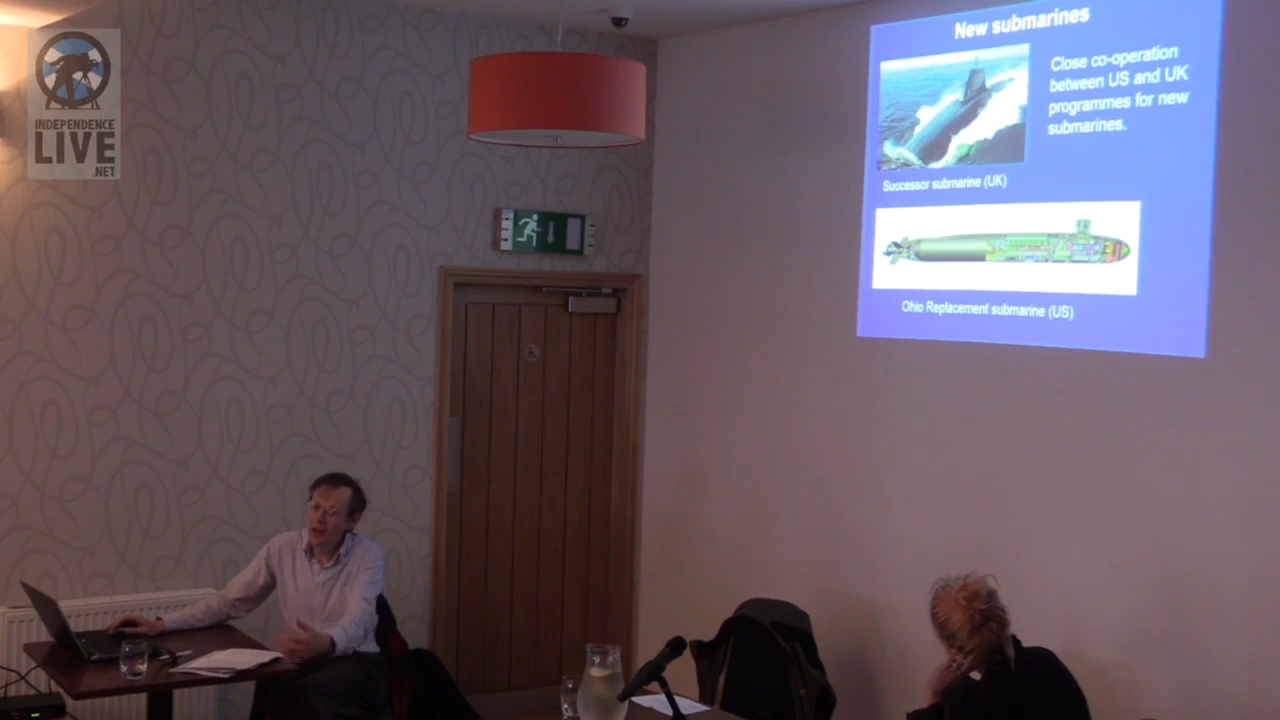 INDEPENDENCE
LIVE
.NET
New submarines
Close co-operation
between US and UK
programmes for new
submarines.
Successor submarine (UK)
Ohio Replacement submarine (US)